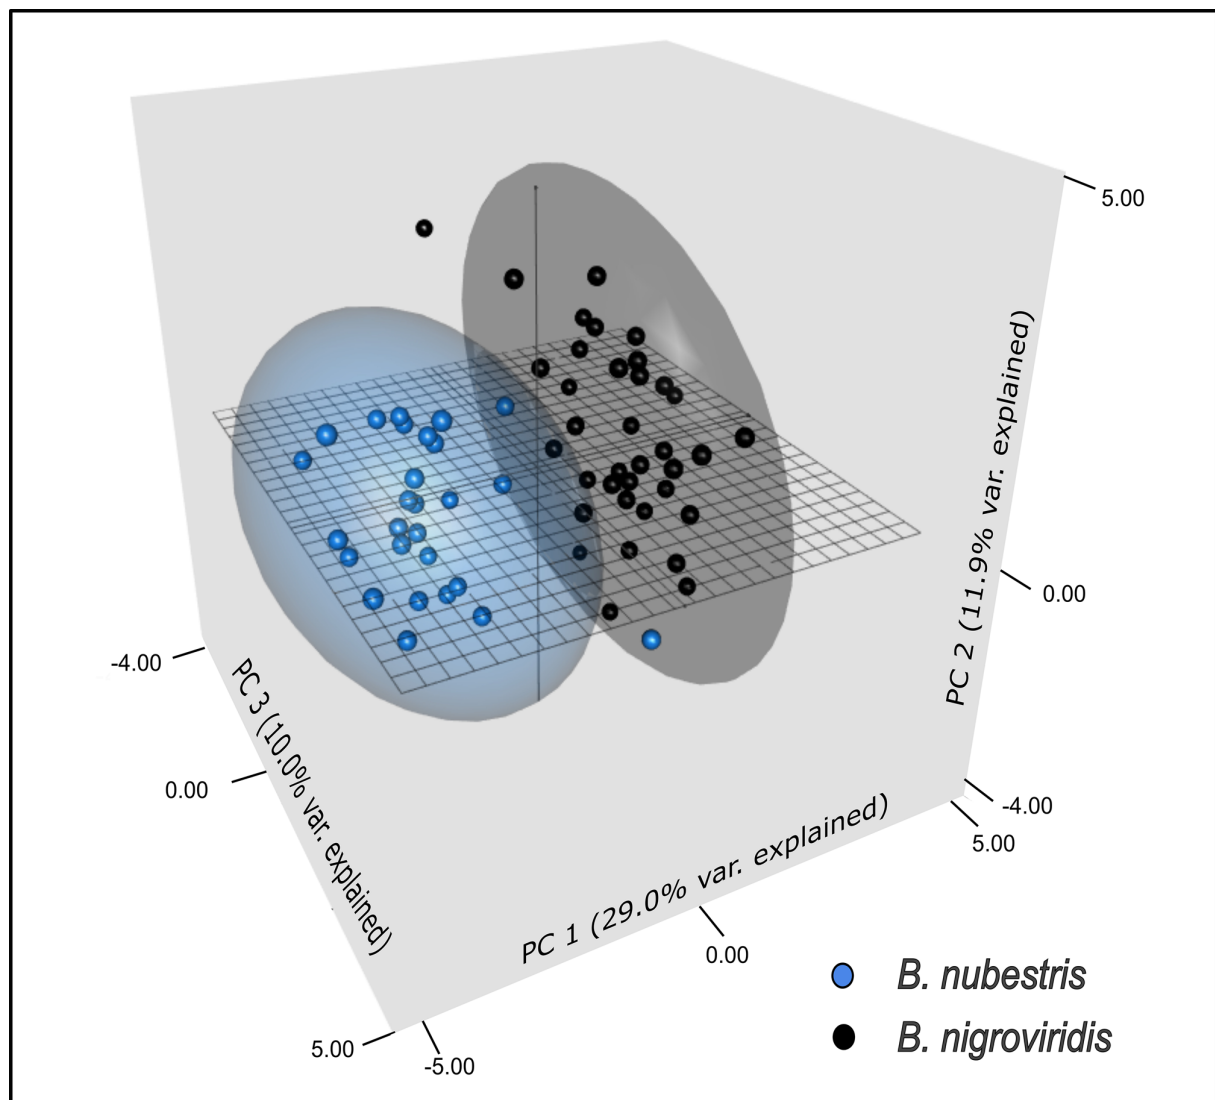 5.00
PC 2 (11.9% var. explained)
0.00
-4.00
-4.00
PC 3 (10.0% var. explained)
0.00
5.00
PC 1 (29.0% var. explained)
5.00
0.00
-5.00
B. nubestris
B. nigroviridis